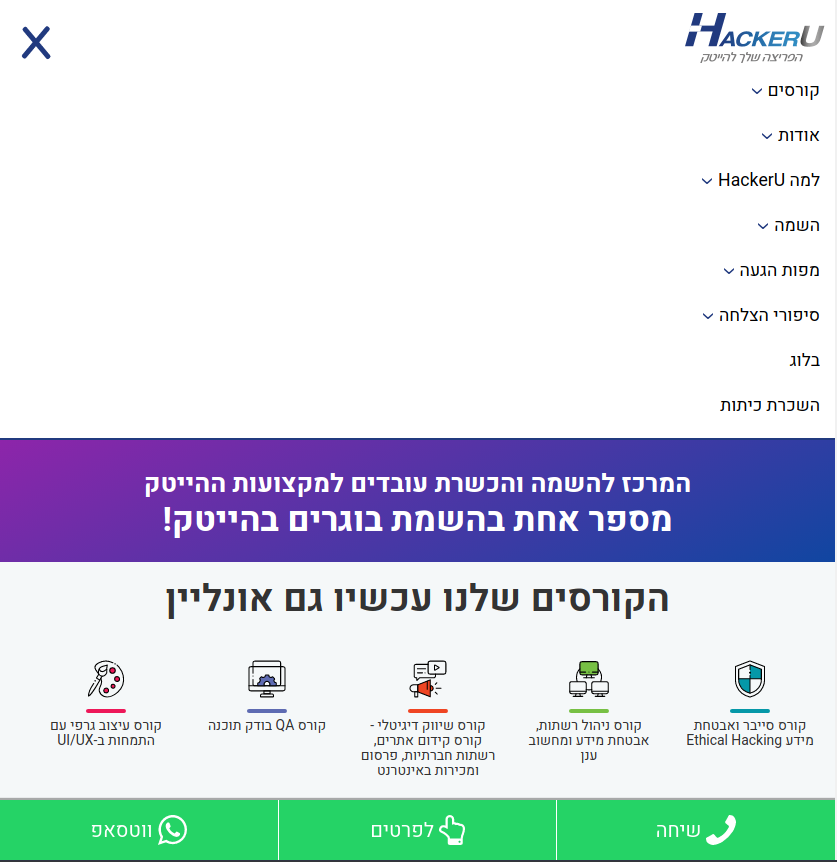 HACKERU
הפריצה שלך להייטק
קורסים
אודות
למה HackerU
השמה
מפות הגעה
סיפורי הצלחה
בלוג
השכרת כיתות
המרכז להשמה והכשרת עובדים למקצועות ההייטק
מספר אחת בהשמת בוגרים בהייטק!
הקורסים שלנו עכשיו גם אונליין
קורס סייבר ואבטחת
מידע Ethical Hacking
קורס ניהול רשתות,
אבטחת מידע ומחשוב
ענן
קורס שיווק דיגיטלי -
קורס קידום אתרים,
רשתות חברתיות, פרסום
ומכירות באינטרנט
קורס QA בודק תוכנה
קורס עיצוב גרפי עם
התמחות ב-UI/UX
שיחה
לפרטים
ווטסאפ